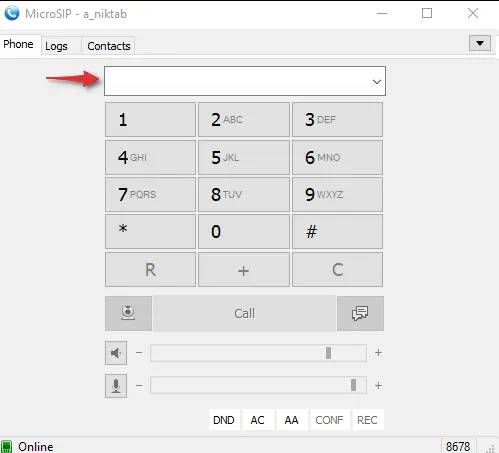 MicroSIP - a_niktab
Phone Logs Contacts
1 2 ABC 3 DEF
4 GHI 5 JKL 6 MNO
7 PQRS 8 TUV 9 WXYZ
* 0 #
R + C
Call
- +
- +
DND AC AA CONF REC
Online 8678